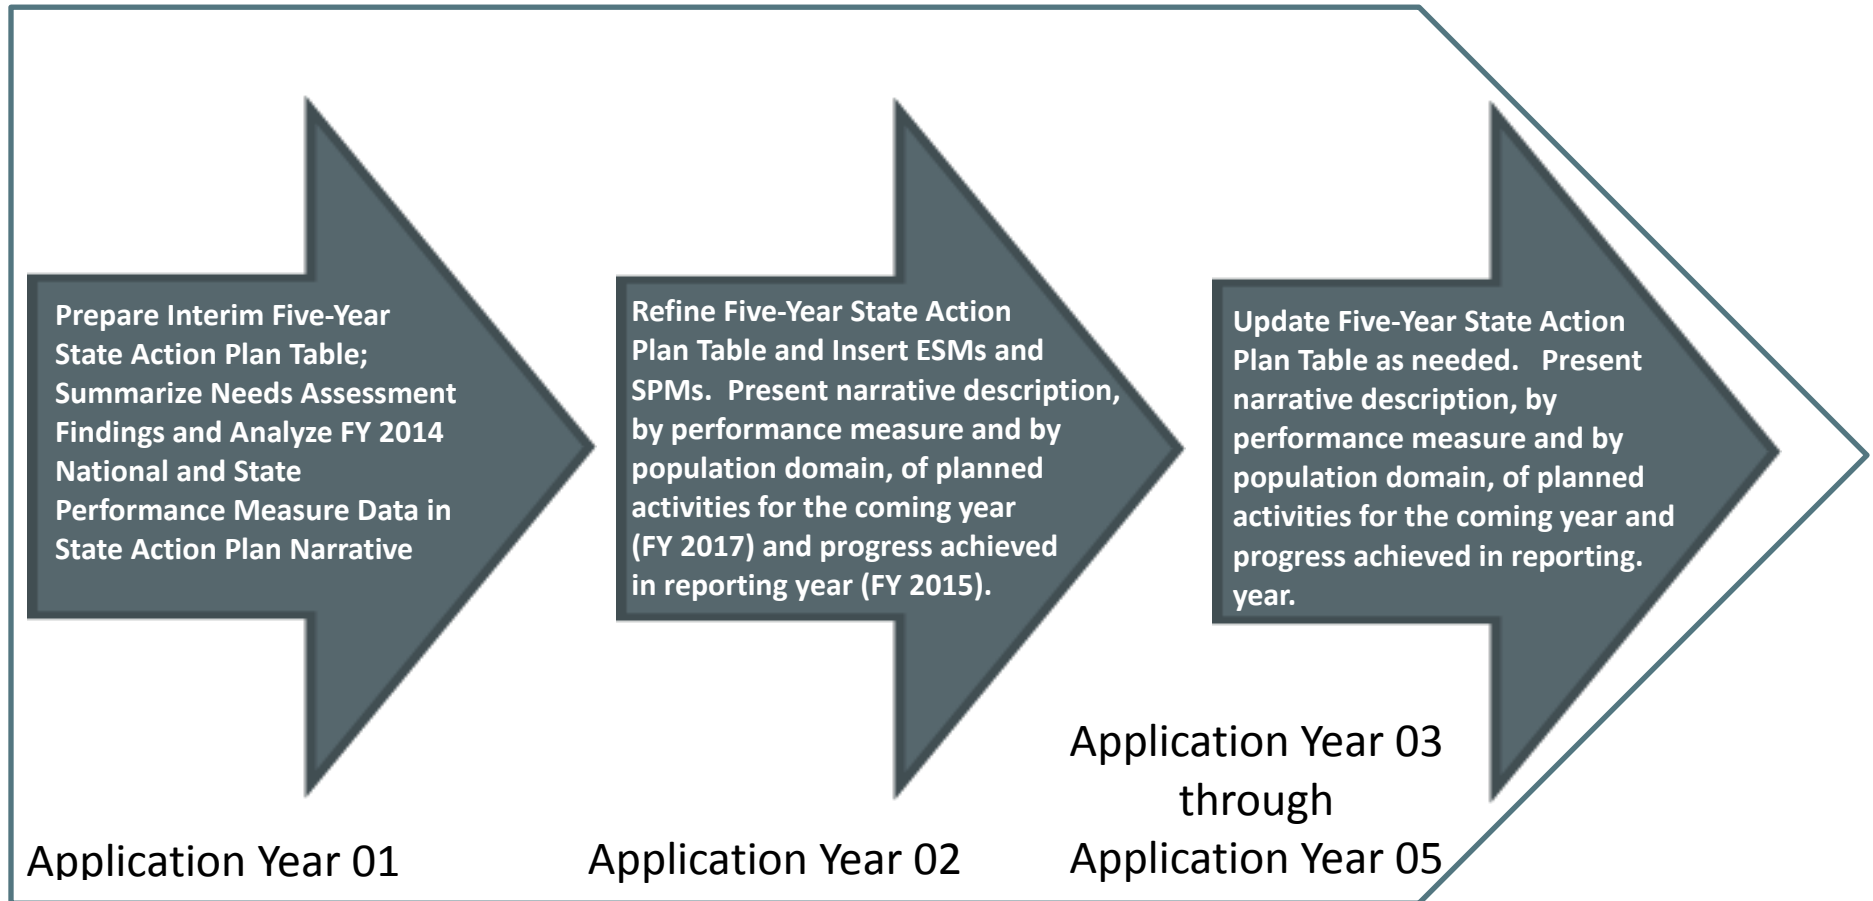 Prepare Interim Five-Year
State Action Plan Table;
Summarize Needs Assessment
Findings and Analyze FY 2014
National and State
Performance Measure Data in
State Action Plan Narrative
Application Year 01
Refine Five-Year State Action
Plan Table and Insert ESMs and
SPMs.  Present narrative description,
by performance measure and by
population domain, of planned
activities for the coming year
(FY 2017) and progress achieved
in reporting year (FY 2015).
Application Year 02
Update Five-Year State Action
Plan Table as needed.   Present
narrative description, by
performance measure and by
population domain, of planned
activities for the coming year and
progress achieved in reporting.
year.
Application Year 03
through
Application Year 05